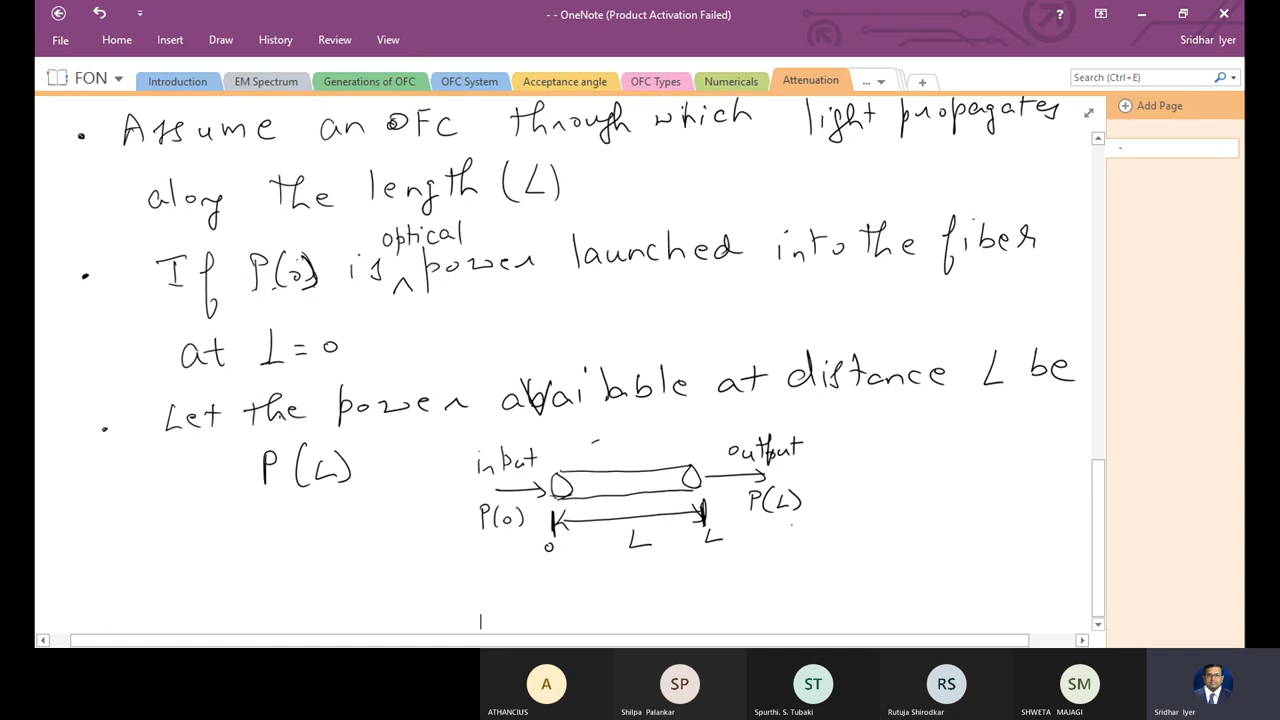 - - OneNote (Product Activation Failed)
?
File Home Insert Draw History Review View
Sridhar Iyer
FON
Introduction EM Spectrum Generations of OFC OFC System Acceptance angle OFC Types Numericals Attenuation ...
Search (Ctrl+E)
Add Page
-
• Assume an OFC through which light propagates
along the length (L)
optical
• If P(0) is ^ power launched into the fiber
at L = 0
• Let the power available at distance L be
P(L)
input output
P(0) P(L)
0 L L
A SP ST RS SM
ATHANCIUS Shilpa Palankar Spurthi. S. Tubaki Rutuja Shirodkar SHWETA MAJAGI Sridhar Iyer